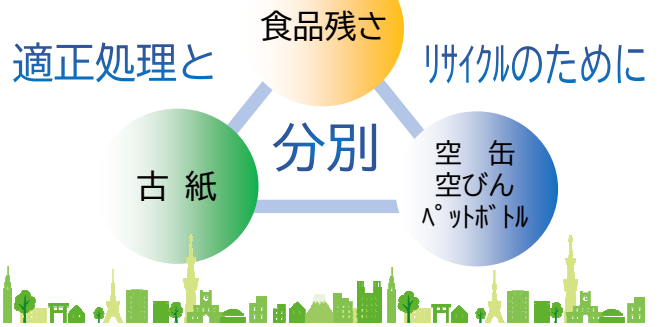 食品残さ
適正処理と
リサイクルのために
分別
古 紙
空　缶
空びん
ﾍﾟｯﾄﾎﾞﾄﾙ